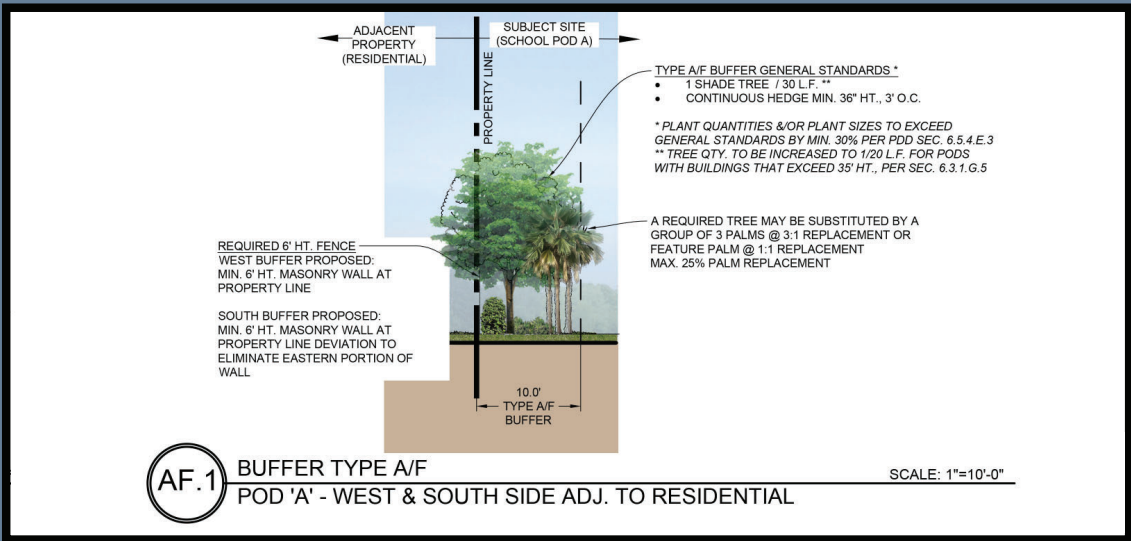 ADJACENT
PROPERTY
(RESIDENTIAL)
SUBJECT SITE
(SCHOOL POD A)
PROPERTY LINE
TYPE A/F BUFFER GENERAL STANDARDS *
• 1 SHADE TREE / 30 L.F. **
• CONTINUOUS HEDGE MIN. 36" HT., 3' O.C.
* PLANT QUANTITIES &/OR PLANT SIZES TO EXCEED
GENERAL STANDARDS BY MIN. 30% PER PDD SEC. 6.5.4.E.3
** TREE QTY. TO BE INCREASED TO 1/20 L.F. FOR PODS
WITH BUILDINGS THAT EXCEED 35' HT., PER SEC. 6.3.1.G.5
A REQUIRED TREE MAY BE SUBSTITUTED BY A
GROUP OF 3 PALMS @ 3:1 REPLACEMENT OR
FEATURE PALM @ 1:1 REPLACEMENT
MAX. 25% PALM REPLACEMENT
REQUIRED 6' HT. FENCE
WEST BUFFER PROPOSED:
MIN. 6' HT. MASONRY WALL AT
PROPERTY LINE
SOUTH BUFFER PROPOSED:
MIN. 6' HT. MASONRY WALL AT
PROPERTY LINE DEVIATION TO
ELIMINATE EASTERN PORTION OF
WALL
10.0'
TYPE A/F
BUFFER
AF.1
BUFFER TYPE A/F
SCALE: 1"=10'-0"
POD 'A' - WEST & SOUTH SIDE ADJ. TO RESIDENTIAL